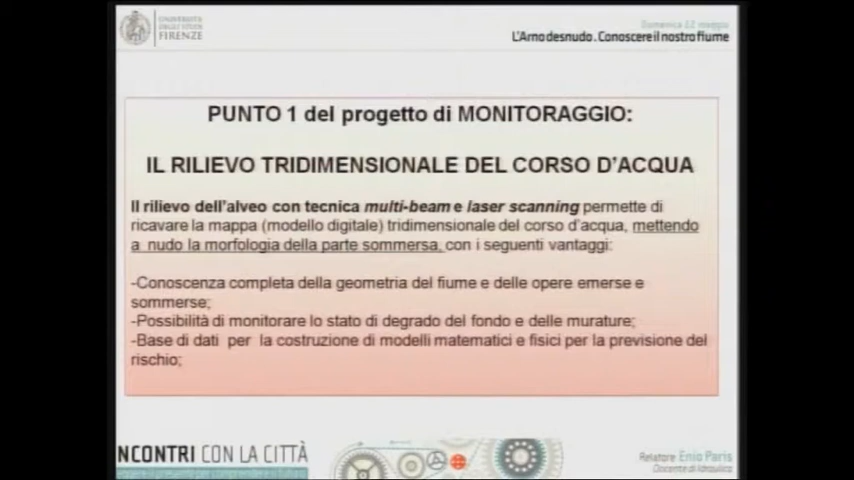 UNIVERSITÀ
DEGLI STUDI
FIRENZE
Domenica 12 maggio
L'Arno desnudo. Conoscere il nostro fiume
PUNTO 1 del progetto di MONITORAGGIO:
IL RILIEVO TRIDIMENSIONALE DEL CORSO D'ACQUA
Il rilievo dell'alveo con tecnica multi-beam e laser scanning permette di
ricavare la mappa (modello digitale) tridimensionale del corso d'acqua, mettendo
a nudo la morfologia della parte sommersa, con i seguenti vantaggi:
-Conoscenza completa della geometria del fiume e delle opere emerse e
sommerse;
-Possibilità di monitorare lo stato di degrado del fondo e delle murature;
-Base di dati per la costruzione di modelli matematici e fisici per la previsione del
rischio;
NCONTRI CON LA CITTÀ
Relatore Enio Paris
Docente di Idraulica